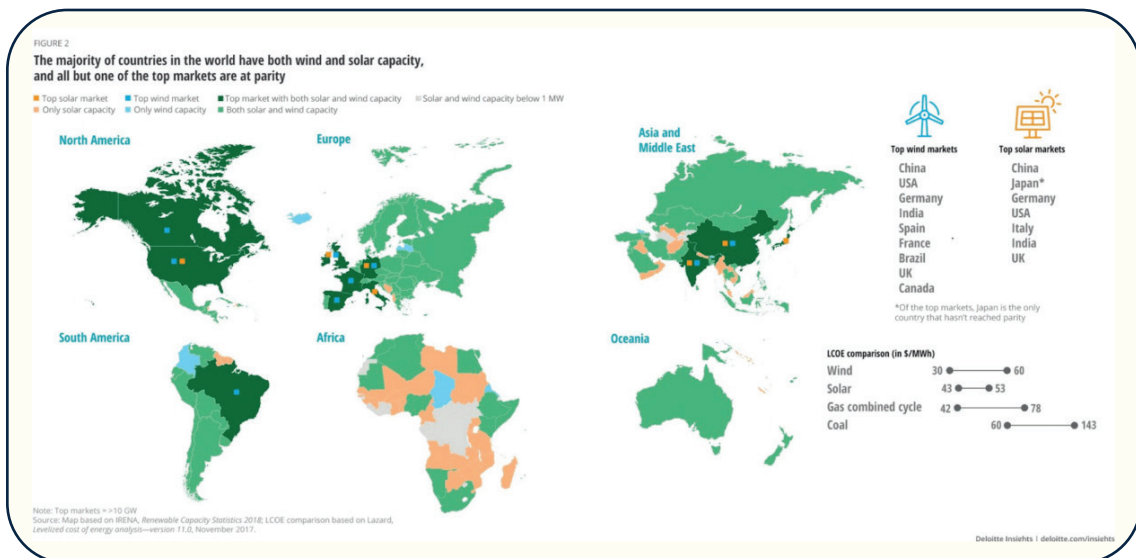 FIGURE 2
The majority of countries in the world have both wind and solar capacity,
and all but one of the top markets are at parity
Top solar market Top wind market Top market with both solar and wind capacity Solar and wind capacity below 1 MW
Only solar capacity Only wind capacity Both solar and wind capacity
North America
Europe
Asia and
Middle East
South America
Africa
Oceania
Top wind markets
China
USA
Germany
India
Spain
France
Brazil
UK
Canada
Top solar markets
China
Japan*
Germany
USA
Italy
India
UK
*Of the top markets, Japan is the only
country that hasn't reached parity
LCOE comparison (in $/MWh)
Wind 30 60
Solar 43 53
Gas combined cycle 42 78
Coal 60 143
Note: Top markets = >10 GW
Source: Map based on IRENA, Renewable Capacity Statistics 2018; LCOE comparison based on Lazard,
Levelized cost of energy analysis—version 11.0, November 2017.
Deloitte Insights | deloitte.com/insights